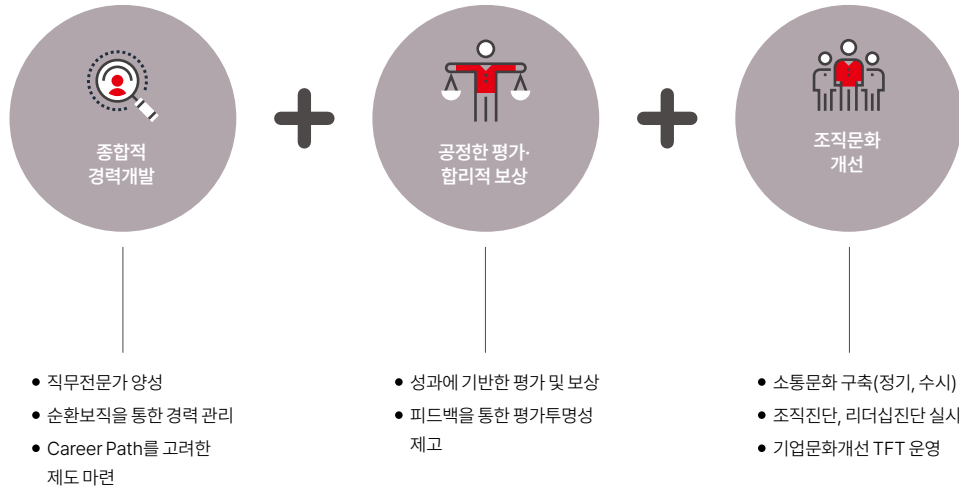 종합적
경력개발
공정한 평가·
합리적 보상
조직문화
개선
• 직무전문가 양성
• 순환보직을 통한 경력 관리
• Career Path를 고려한
제도 마련
• 성과에 기반한 평가 및 보상
• 피드백을 통한 평가투명성
제고
• 소통문화 구축(정기, 수시)
• 조직진단, 리더십진단 실시
• 기업문화개선 TFT 운영